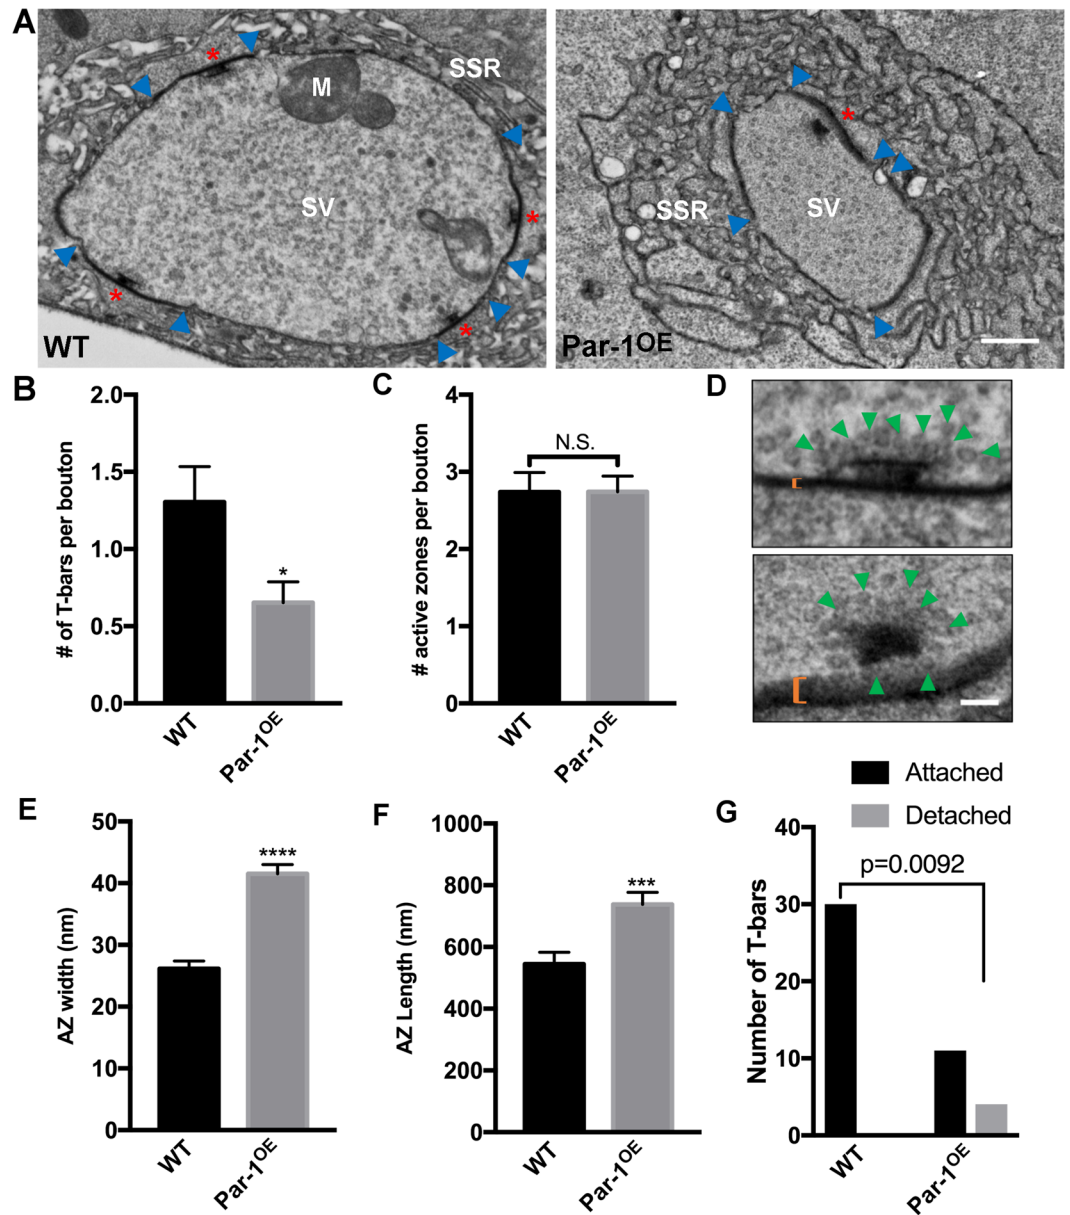 A
SSR
M
*
SV
*
*
*
WT
*
SSR
SV
Par-1OE
B
# of T-bars per bouton
2.0
1.5
1.0
0.5
0.0
*
WT
Par-1OE
C
# active zones per bouton
4
3
2
1
0
N.S.
WT
Par-1OE
D
E
AZ width (nm)
50
40
30
20
10
0
****
WT
Par-1OE
F
AZ Length (nm)
1000
800
600
400
200
0
***
WT
Par-1OE
G
Attached
Detached
Number of T-bars
40
30
20
10
0
p=0.0092
WT
Par-1OE